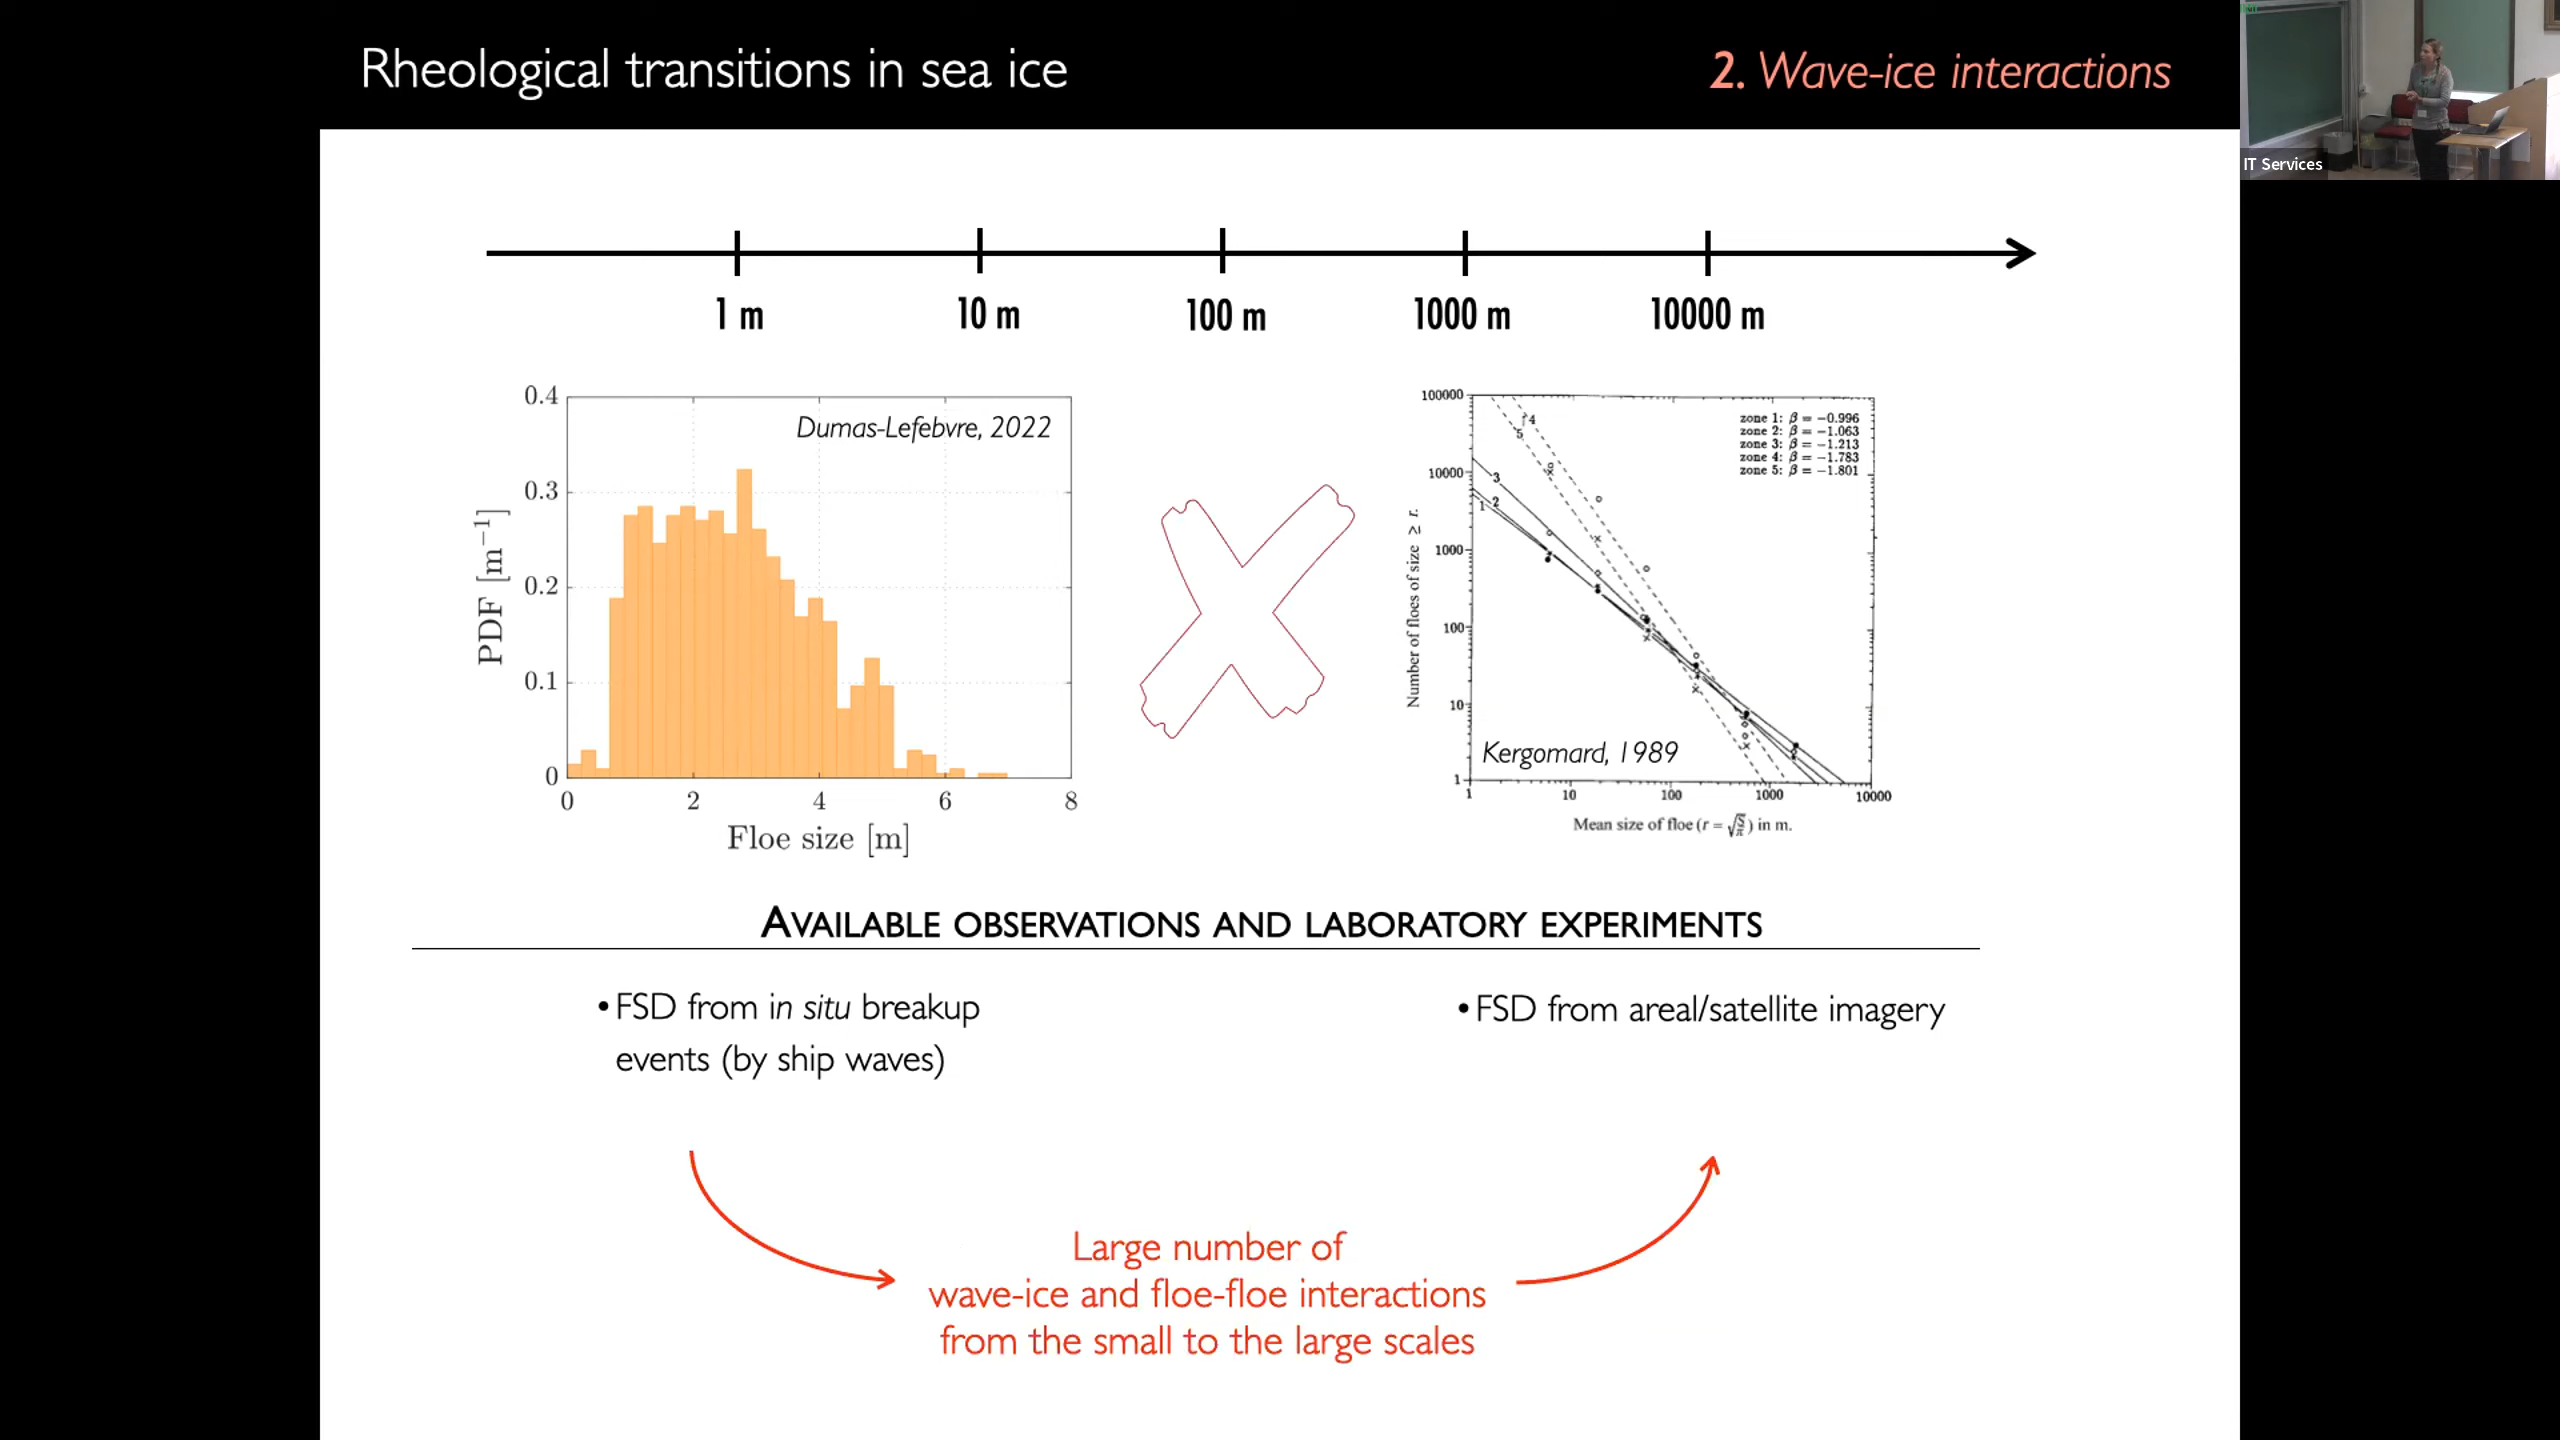 Rheological transitions in sea ice
2. Wave-ice interactions
IT Services
1 m
10 m
100 m
1000 m
10000 m
0.4
0.3
0.2
0.1
0
PDF [m⁻¹]
Dumas-Lefebvre, 2022
0 2 4 6 8
Floe size [m]
100000
10000
1000
100
10
1
Number of floes of size ≥ r.
zone 1: β = −0.996
zone 2: β = −1.063
zone 3: β = −1.213
zone 4: β = −1.783
zone 5: β = −1.801
4
5
3
2
1
Kergomard, 1989
1 10 100 1000 10000
Mean size of floe (r = √S/π) in m.
AVAILABLE OBSERVATIONS AND LABORATORY EXPERIMENTS
• FSD from in situ breakup
events (by ship waves)
• FSD from areal/satellite imagery
Large number of
wave-ice and floe-floe interactions
from the small to the large scales